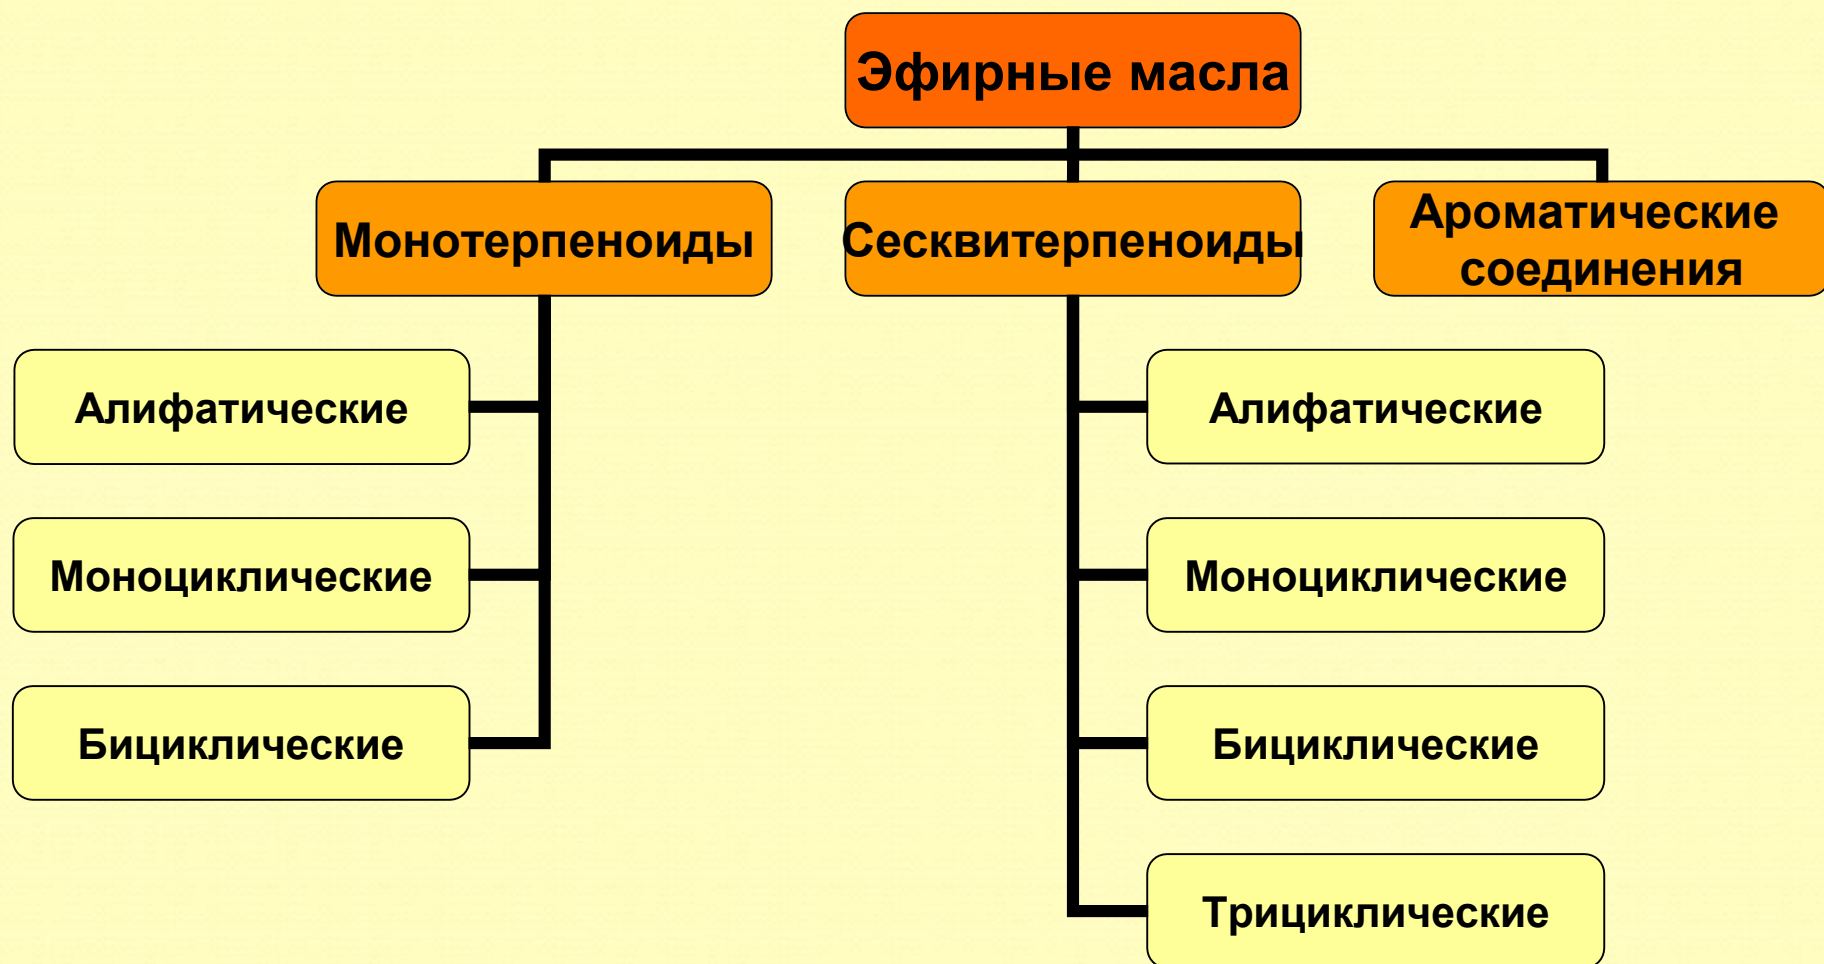 Эфирные масла
Монотерпеноиды
Сесквитерпеноиды
Ароматические
соединения
Алифатические
Алифатические
Моноциклические
Моноциклические
Бициклические
Бициклические
Трициклические